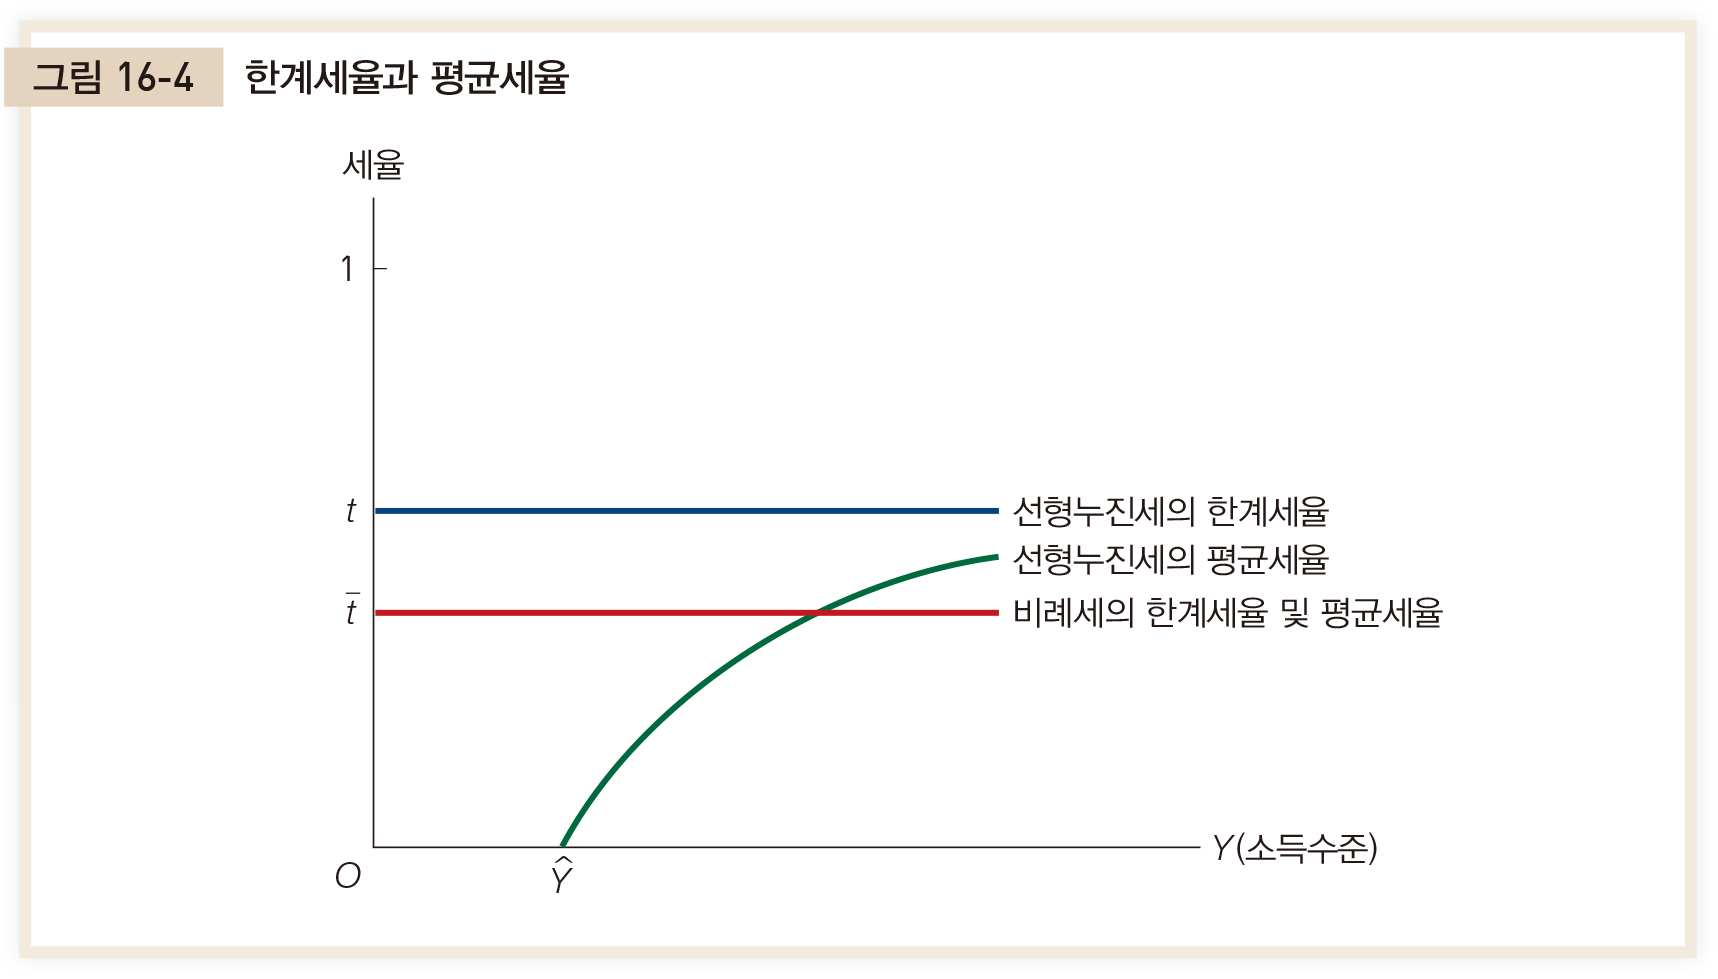 그림 16-4 한계세율과 평균세율
세율
1
t
선형누진세의 한계세율
선형누진세의 평균세율
t̅
비례세의 한계세율 및 평균세율
Y(소득수준)
O
Ŷ